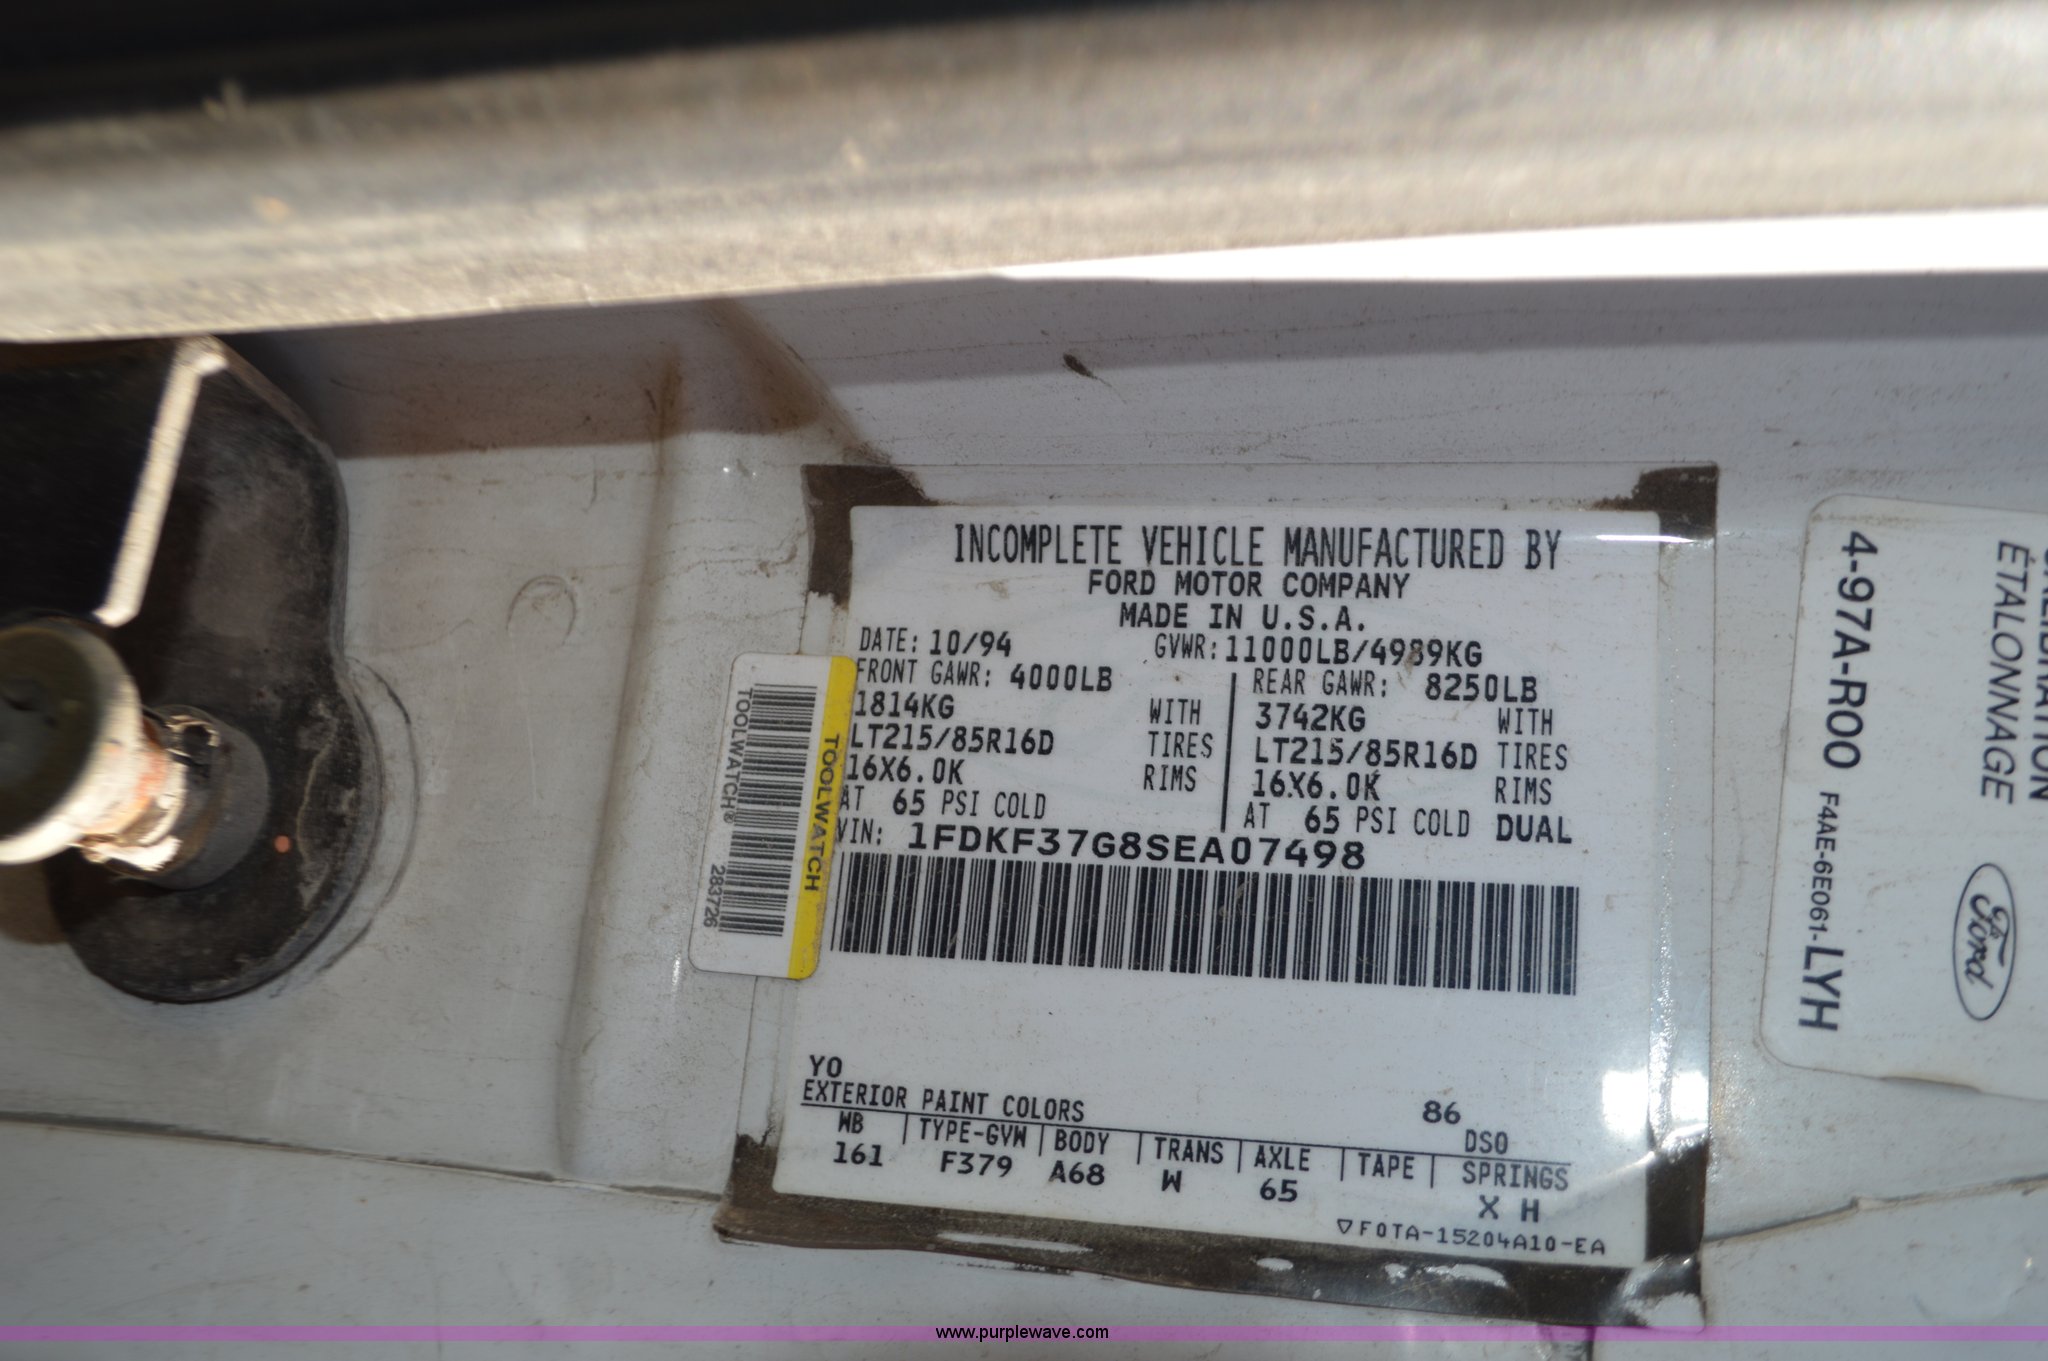 INCOMPLETE VEHICLE MANUFACTURED BY
FORD MOTOR COMPANY
MADE IN U.S.A.
DATE: 10/94 GVWR: 11000LB/4989KG
FRONT GAWR: 4000LB REAR GAWR: 8250LB
1814KG WITH 3742KG WITH
LT215/85R16D TIRES LT215/85R16D TIRES
16X6.0K RIMS 16X6.0K RIMS
AT 65 PSI COLD AT 65 PSI COLD DUAL
VIN: 1FDKF37G8SEA07498
YO
EXTERIOR PAINT COLORS 86 DSO
WB TYPE-GVW BODY TRANS AXLE TAPE SPRINGS
161 F379 A68 W 65 X H
▽F0TA-15204A10-EA
TOOLWATCH
TOOLWATCH® 283726
ÉTALONNAGE
4-97A-R00 F4AE-6E061-LYH
Ford
www.purplewave.com